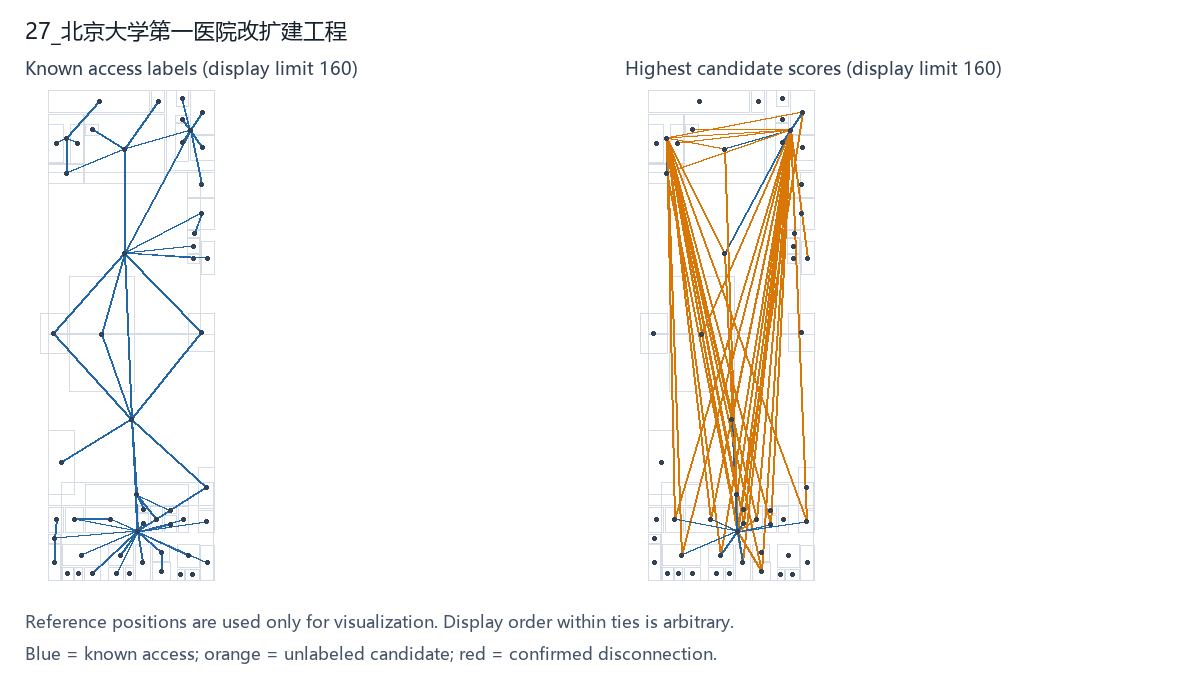 27_北京大学第一医院改扩建工程
Known access labels (display limit 160)
Highest candidate scores (display limit 160)
Reference positions are used only for visualization. Display order within ties is arbitrary.
Blue = known access; orange = unlabeled candidate; red = confirmed disconnection.